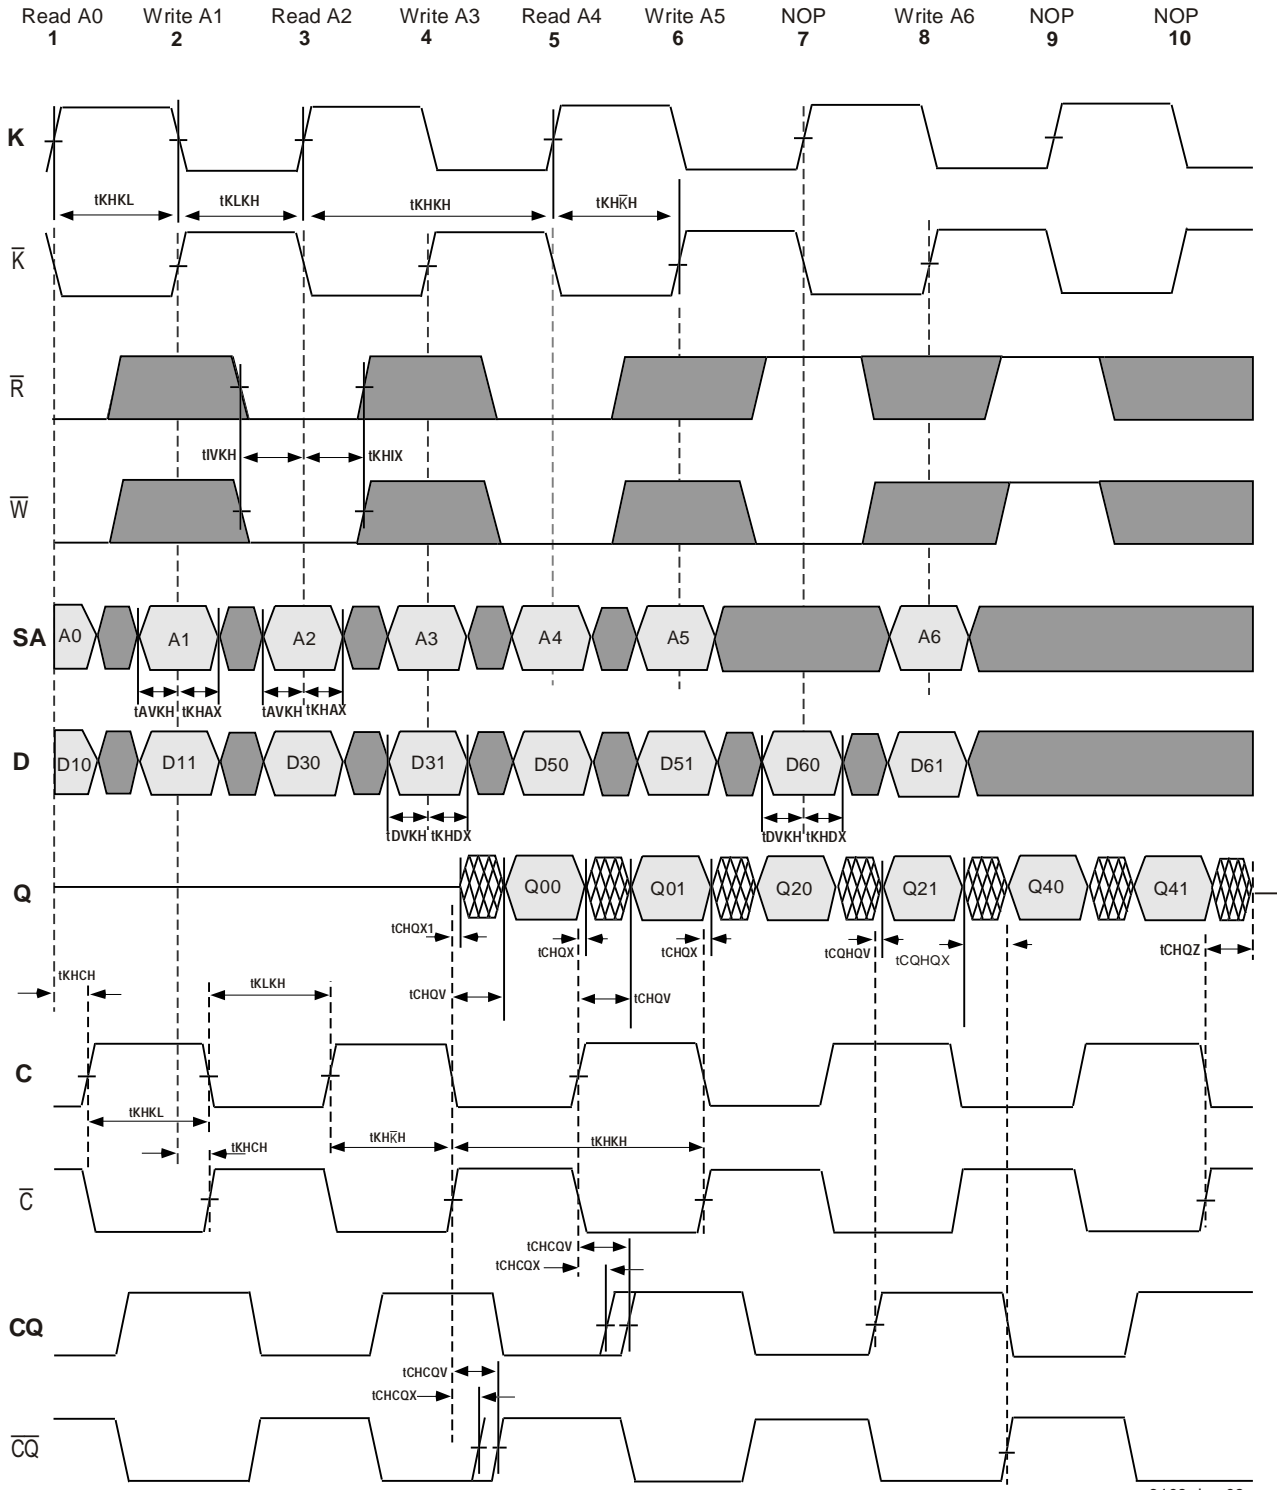 Read A0 Write A1 Read A2 Write A3 Read A4 Write A5 NOP Write A6 NOP NOP
1 2 3 4 5 6 7 8 9 10
K
tKHKL tKLKH tKHKH tKHK̅H
K̅
R̅
tIVKH tKHIX
W̅
SA A0 A1 A2 A3 A4 A5 A6
tAVKH tKHAX tAVKH tKHAX
D D10 D11 D30 D31 D50 D51 D60 D61
tDVKH tKHDX tDVKH tKHDX
Q Q00 Q01 Q20 Q21 Q40 Q41
tCHQX1 tCHQX tCHQX tCQHQV tCQHQX tCHQZ
tKHCH tKLKH tCHQV tCHQV
C
tKHKL tKHK̅H tKHKH
tKHCH
C̅
tCHCQV
tCHCQX
CQ
tCHCQV
tCHCQX
C̅Q̅